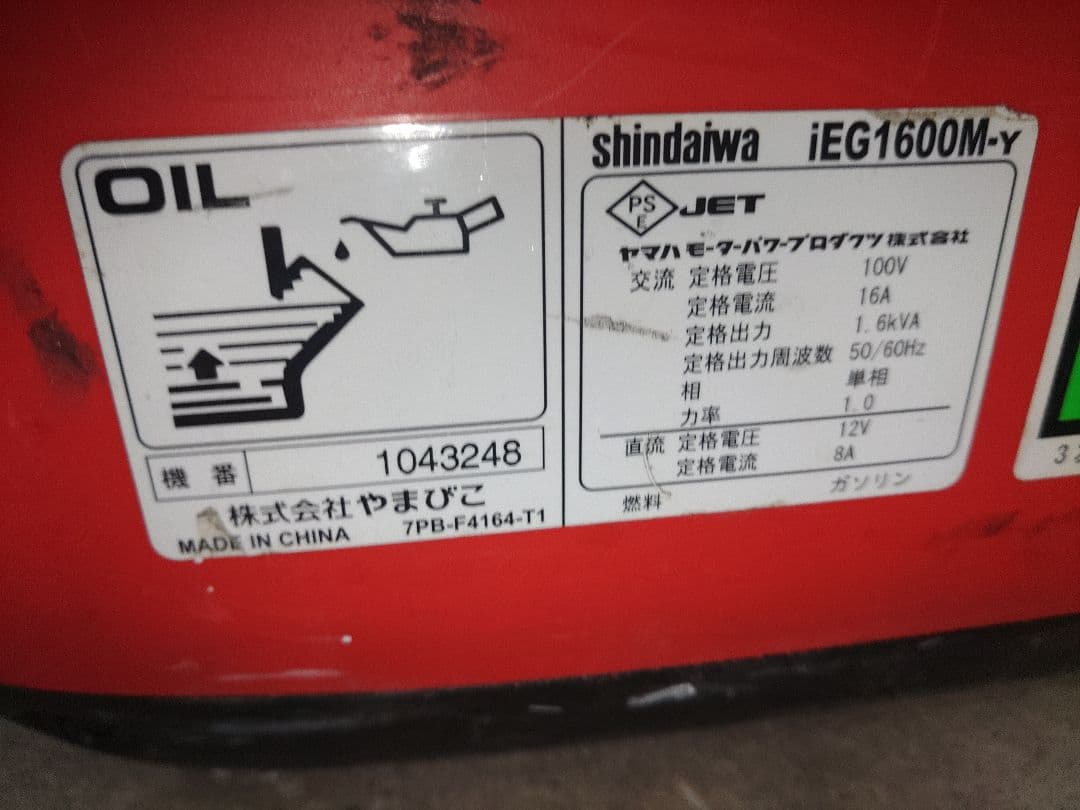 OIL
機番 1043248
株式会社やまびこ
MADE IN CHINA 7PB-F4164-T1
shindaiwa iEG1600M-Y
PS E JET
ヤマハモーターパワープロダクツ株式会社
交流 定格電圧 100V
定格電流 16A
定格出力 1.6kVA
定格出力周波数 50/60Hz
相 単相
力率 1.0
直流 定格電圧 12V
定格電流 8A
燃料 ガソリン